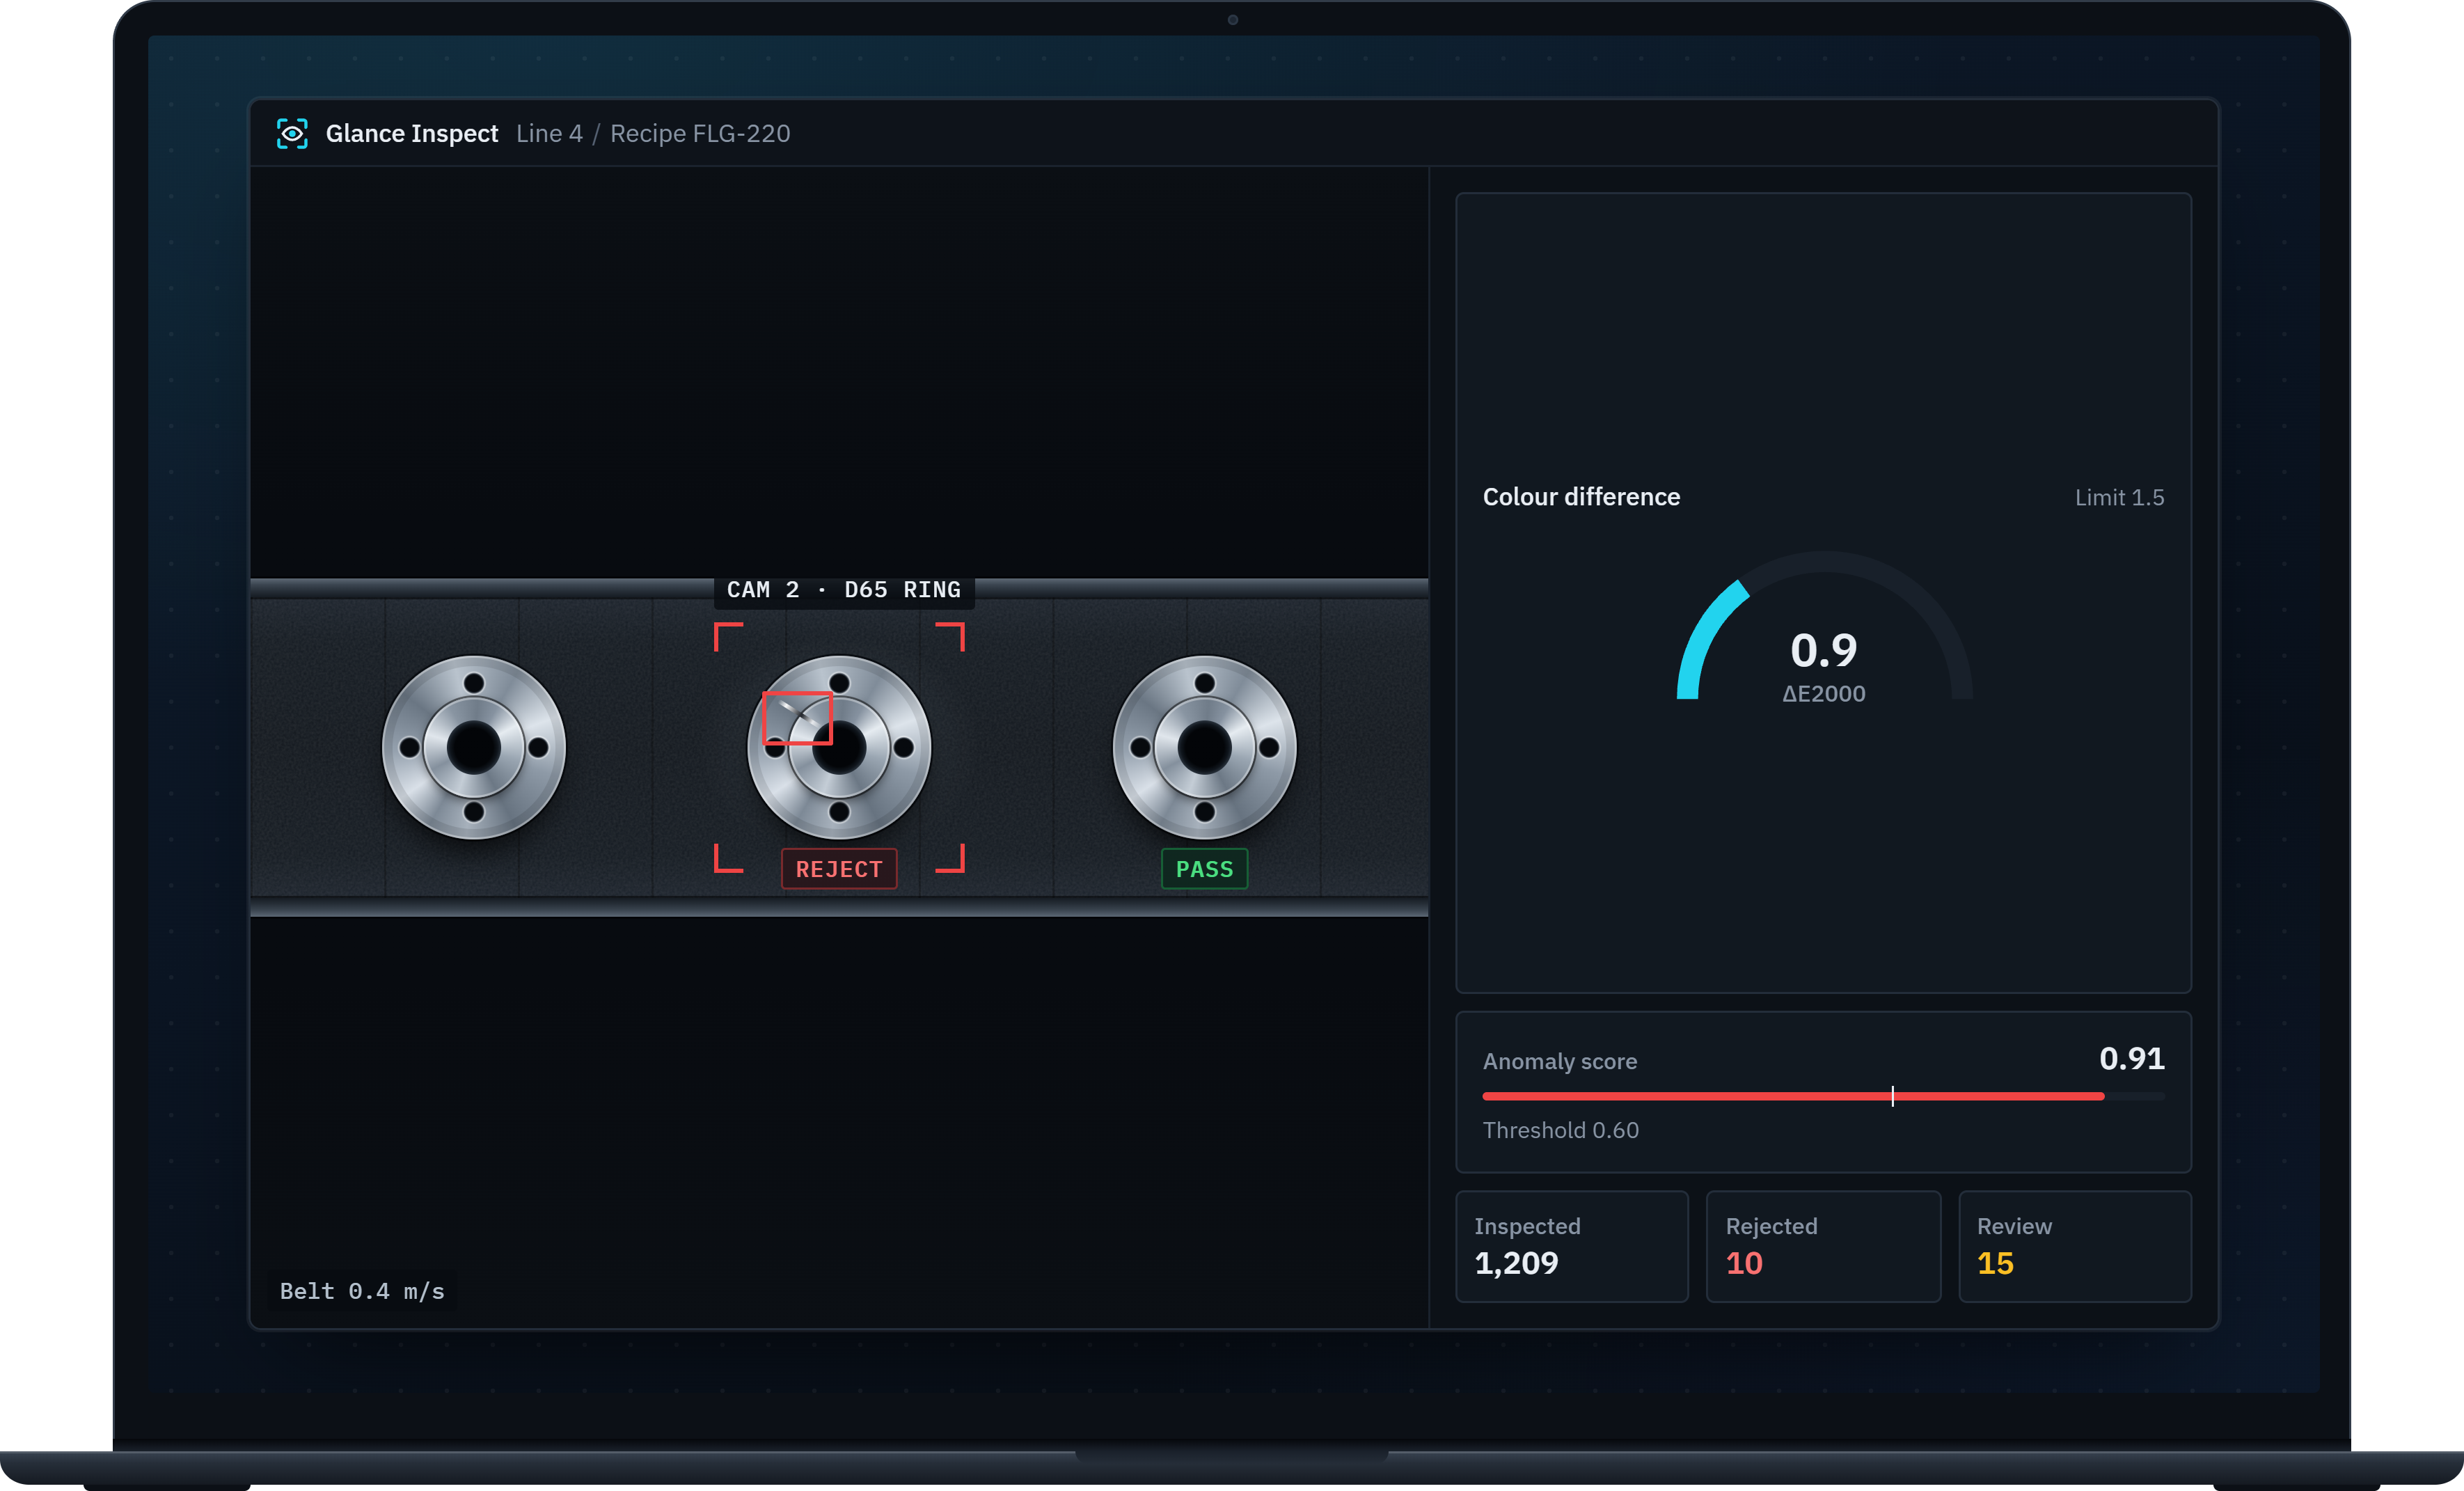 Glance Inspect Line 4 / Recipe FLG-220
CAM 2 · D65 RING
REJECT
PASS
Belt 0.4 m/s
Colour difference Limit 1.5
0.9
ΔE2000
Anomaly score 0.91
Threshold 0.60
Inspected Rejected Review
1,209 10 15